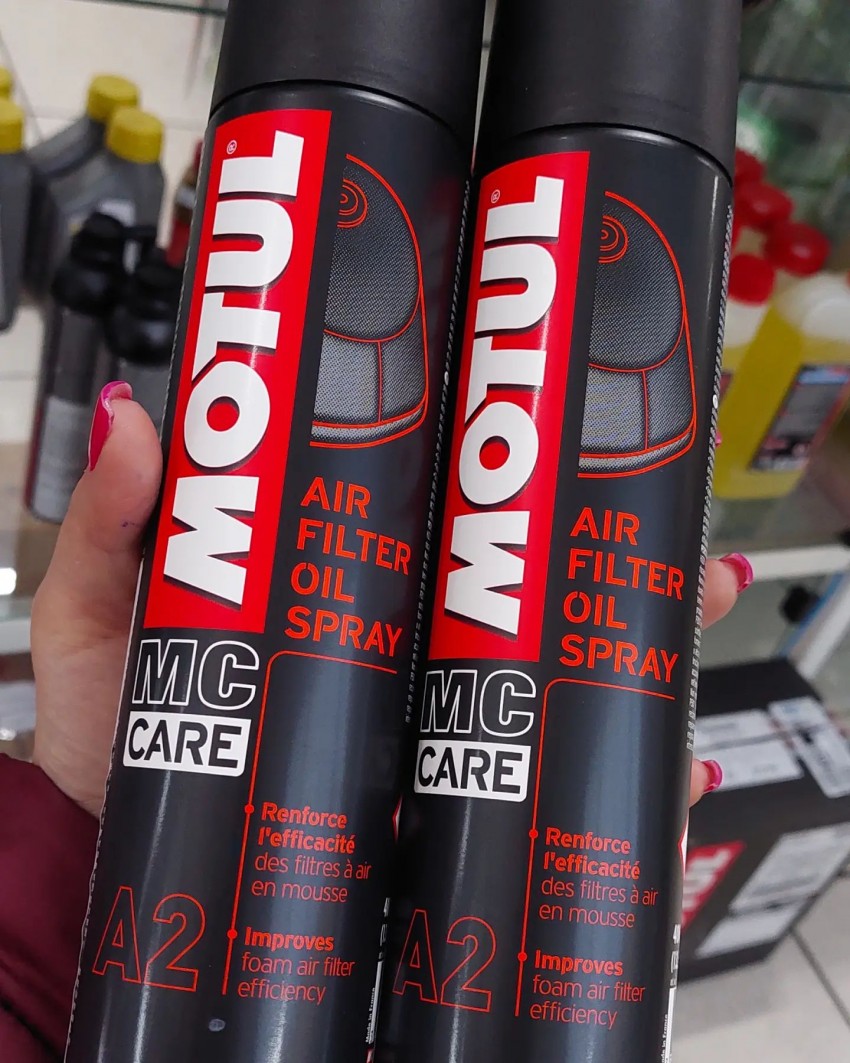 MOTUL®
AIR
FILTER
OIL
SPRAY
MC
CARE
Renforce
l'efficacité
des filtres à air
en mousse
A2
Improves
foam air filter
efficiency
MOTUL®
AIR
FILTER
OIL
SPRAY
MC
CARE
Renforce
l'efficacité
des filtres à air
en mousse
A2
Improves
foam air filter
efficiency